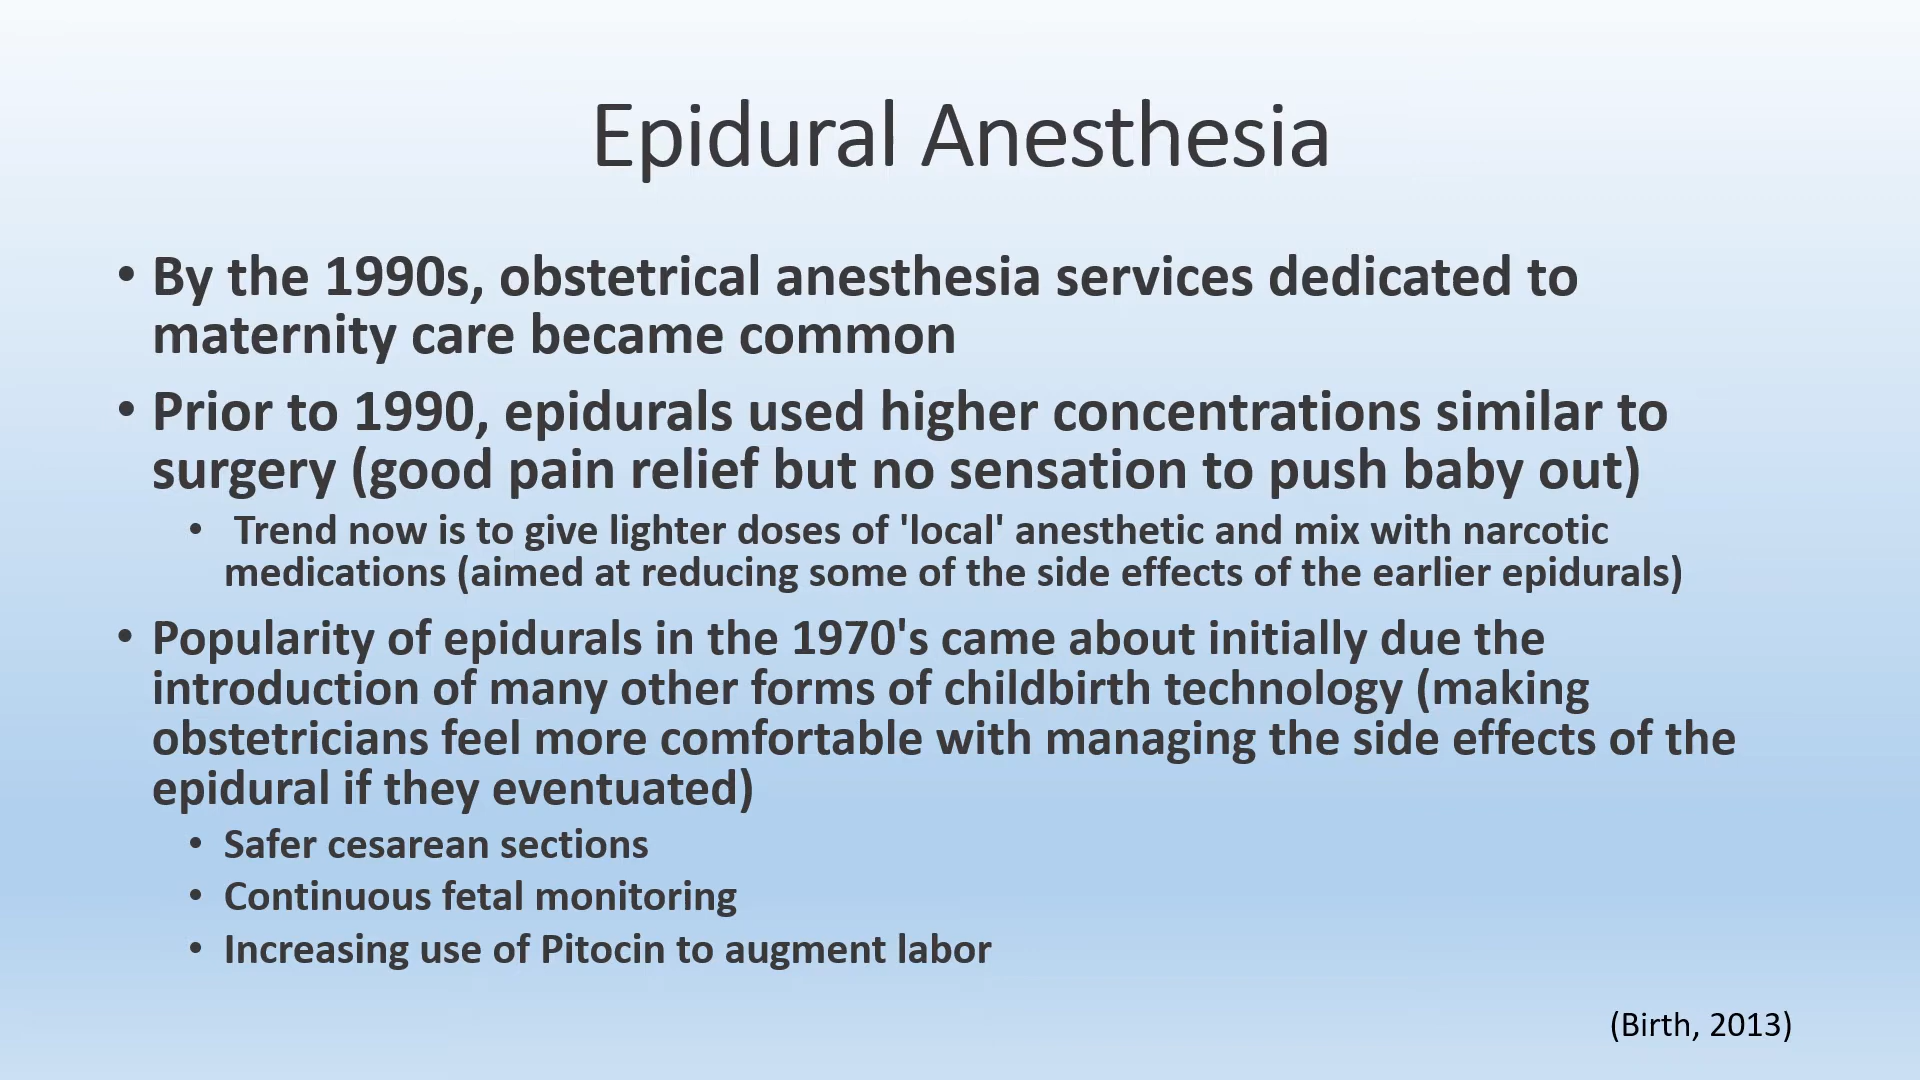 Epidural Anesthesia
• By the 1990s, obstetrical anesthesia services dedicated to
maternity care became common
• Prior to 1990, epidurals used higher concentrations similar to
surgery (good pain relief but no sensation to push baby out)
• Trend now is to give lighter doses of 'local' anesthetic and mix with narcotic
medications (aimed at reducing some of the side effects of the earlier epidurals)
• Popularity of epidurals in the 1970's came about initially due the
introduction of many other forms of childbirth technology (making
obstetricians feel more comfortable with managing the side effects of the
epidural if they eventuated)
• Safer cesarean sections
• Continuous fetal monitoring
• Increasing use of Pitocin to augment labor
(Birth, 2013)